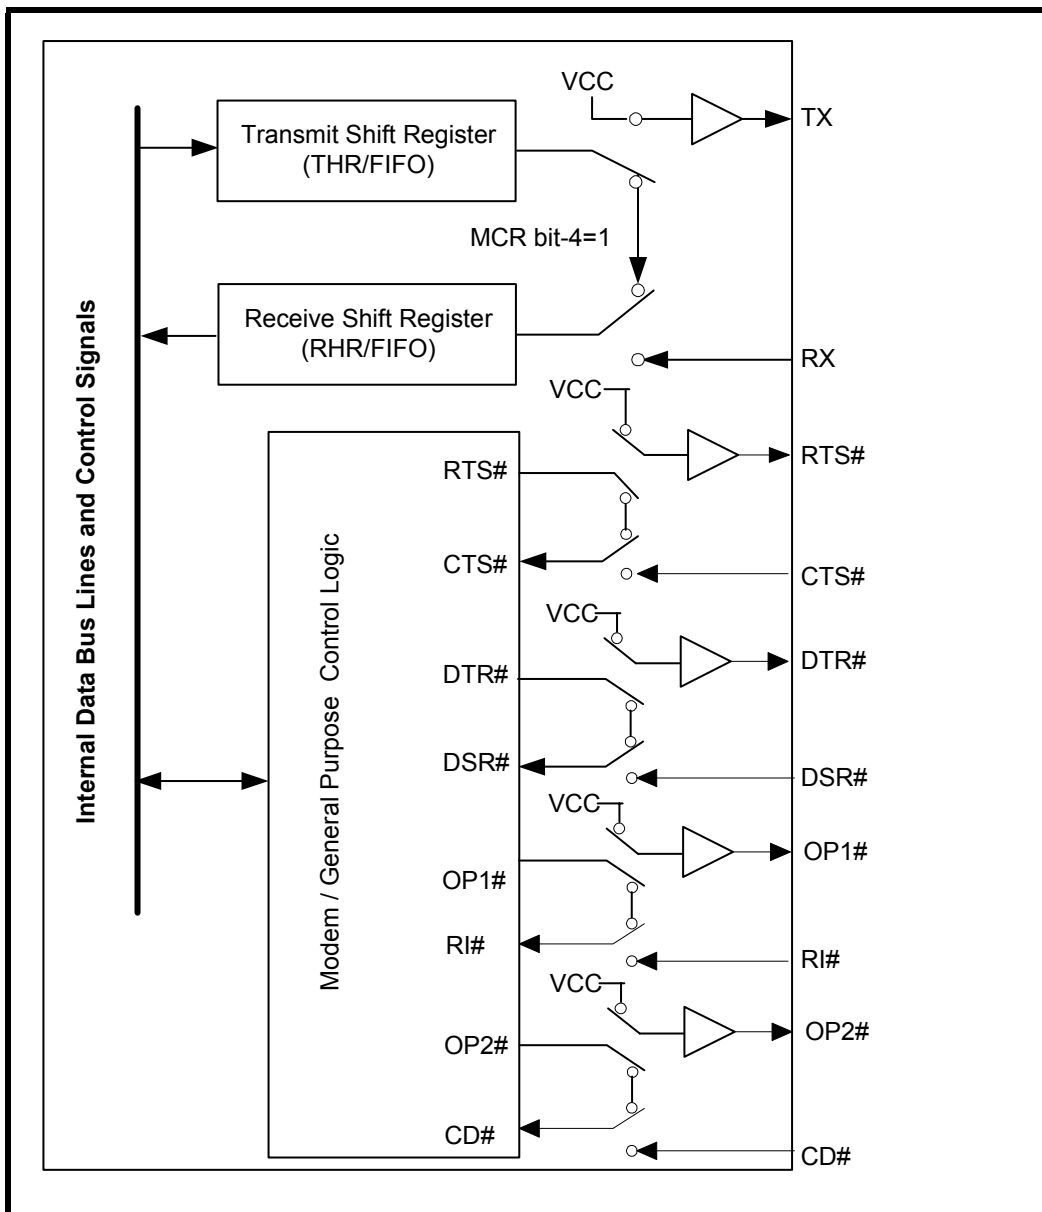 VCC
TX
Transmit Shift Register
(THR/FIFO)
MCR bit-4=1
Receive Shift Register
(RHR/FIFO)
RX
VCC
RTS#
RTS#
CTS#
CTS#
VCC
DTR#
DTR#
DSR#
DSR#
VCC
OP1#
OP1#
RI#
RI#
VCC
OP2#
OP2#
CD#
CD#
Internal Data Bus Lines and Control Signals
Modem / General Purpose Control Logic